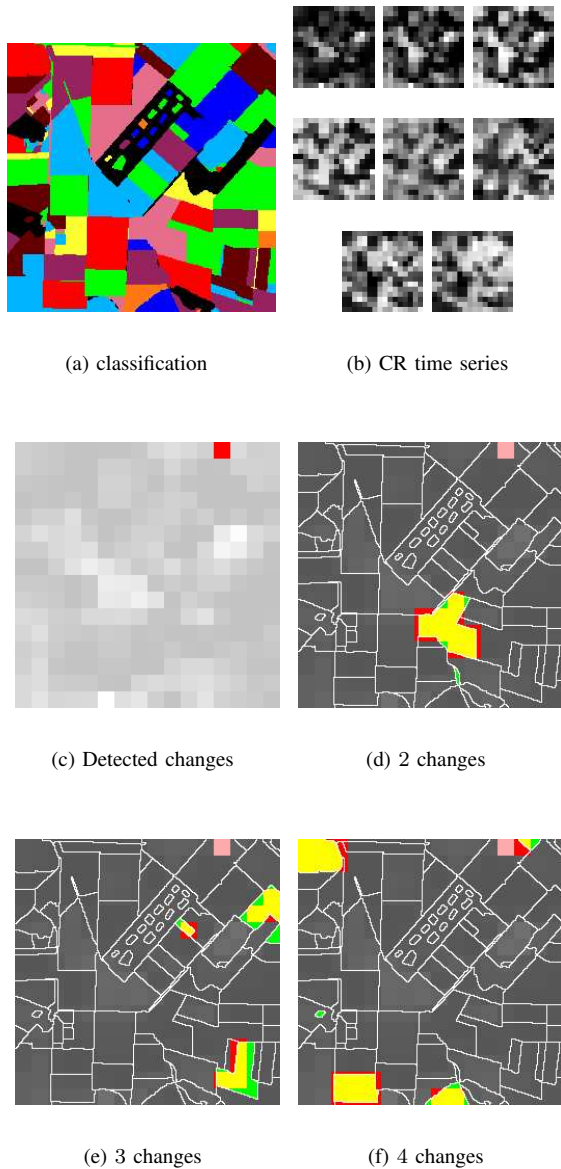 (a) classification
(b) CR time series
(c) Detected changes
(d) 2 changes
(e) 3 changes
(f) 4 changes